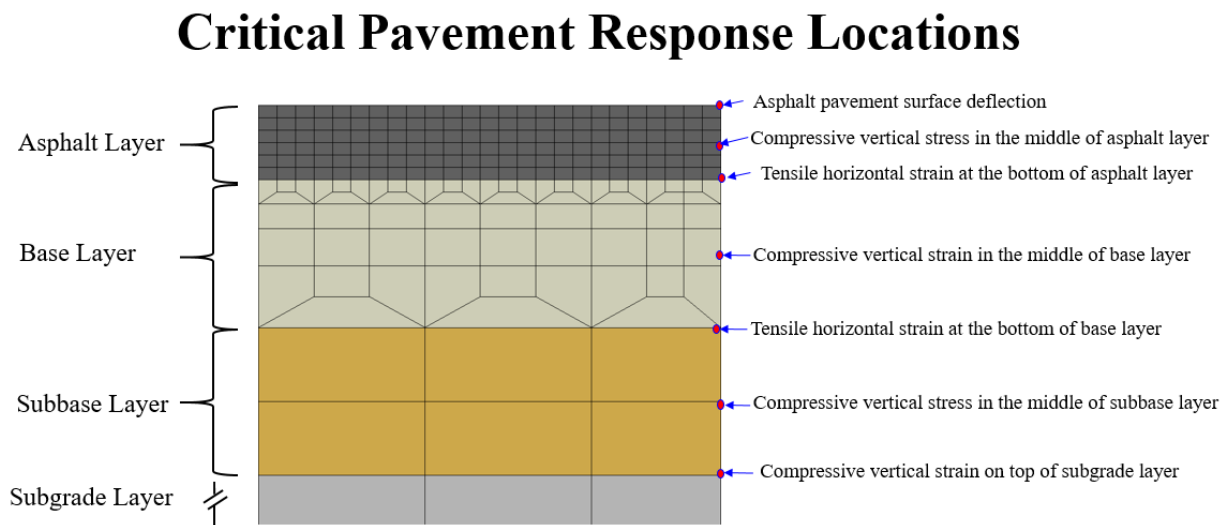 Critical Pavement Response Locations
Asphalt Layer
Base Layer
Subbase Layer
Subgrade Layer
Asphalt pavement surface deflection
Compressive vertical stress in the middle of asphalt layer
Tensile horizontal strain at the bottom of asphalt layer
Compressive vertical strain in the middle of base layer
Tensile horizontal strain at the bottom of base layer
Compressive vertical stress in the middle of subbase layer
Compressive vertical strain on top of subgrade layer